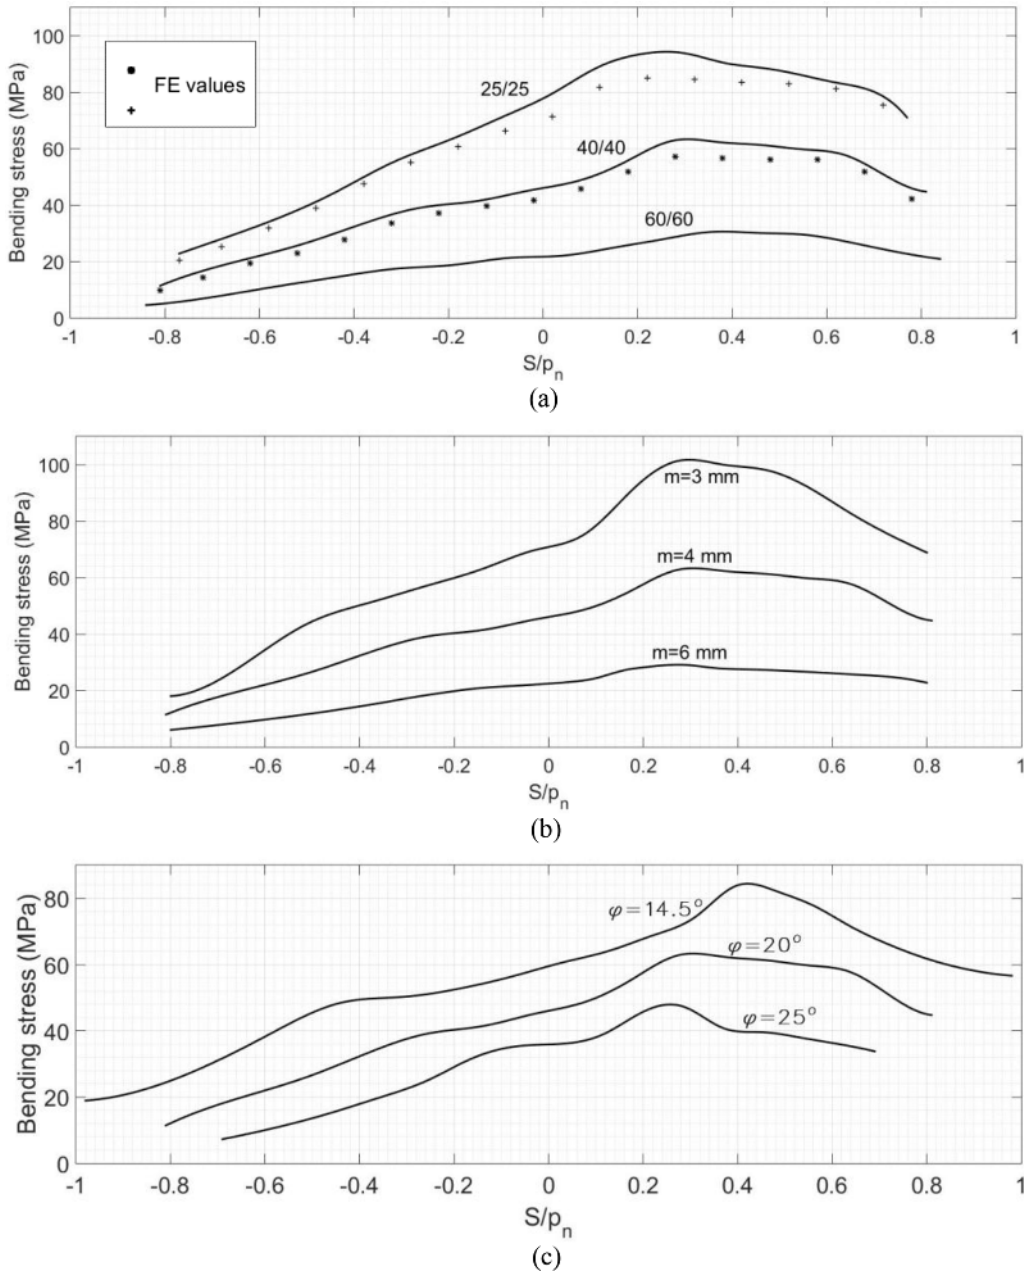 Bending stress (MPa)
100
80
60
40
20
0
FE values
25/25
40/40
60/60
-1 -0.8 -0.6 -0.4 -0.2 0 0.2 0.4 0.6 0.8 1
S/pn
(a)
Bending stress (MPa)
100
80
60
40
20
0
m=3 mm
m=4 mm
m=6 mm
-1 -0.8 -0.6 -0.4 -0.2 0 0.2 0.4 0.6 0.8 1
S/pn
(b)
Bending stress (MPa)
80
60
40
20
0
φ=14.5°
φ=20°
φ=25°
-1 -0.8 -0.6 -0.4 -0.2 0 0.2 0.4 0.6 0.8 1
S/pn
(c)